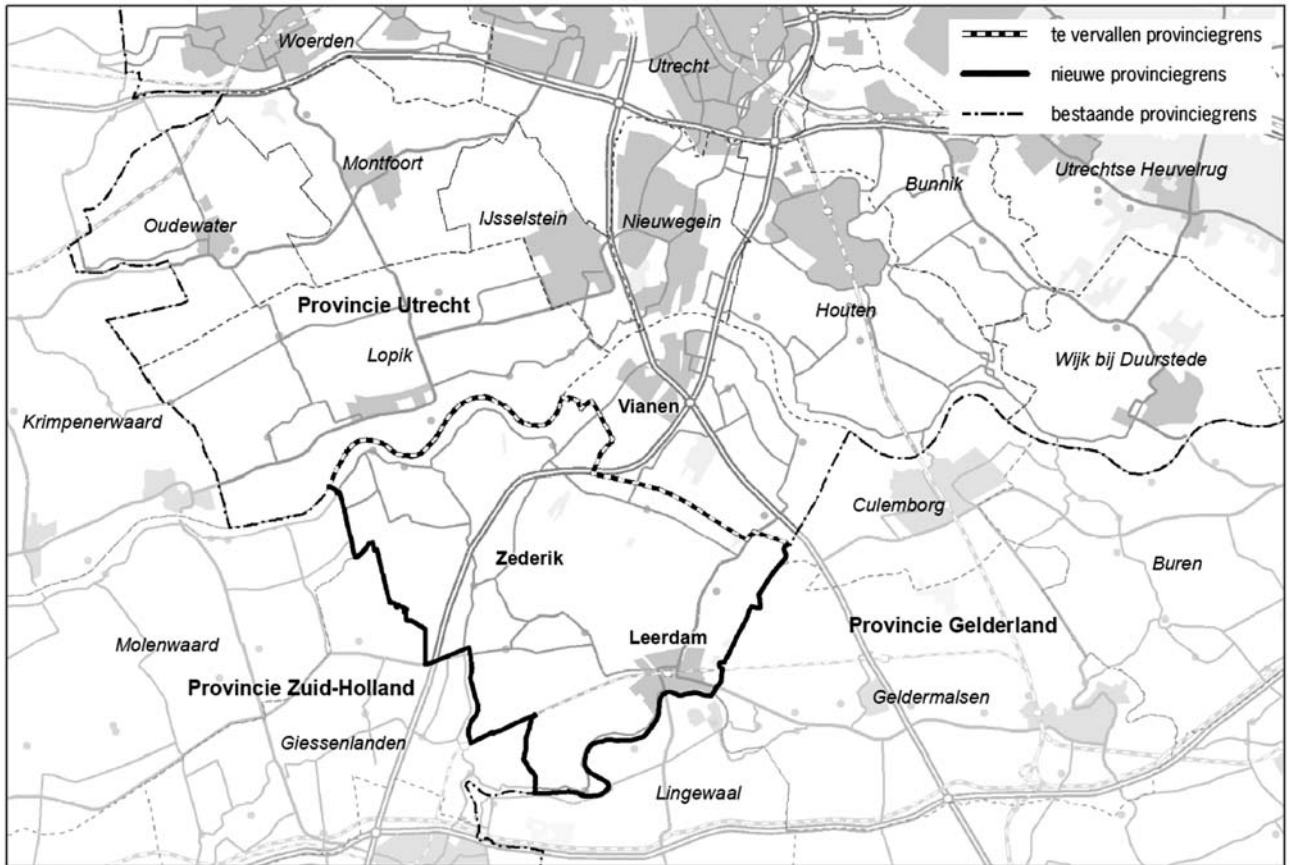 te vervallen provinciegrens
nieuwe provinciegrens
bestaande provinciegrens
Woerden
Utrecht
Montfoort
Bunnik
Utrechtse Heuvelrug
Oudewater
IJsselstein
Nieuwegein
Provincie Utrecht
Houten
Lopik
Wijk bij Duurstede
Krimpenerwaard
Vianen
Culemborg
Zederik
Buren
Molenwaard
Leerdam
Provincie Gelderland
Provincie Zuid-Holland
Geldermalsen
Giessenlanden
Lingewaal